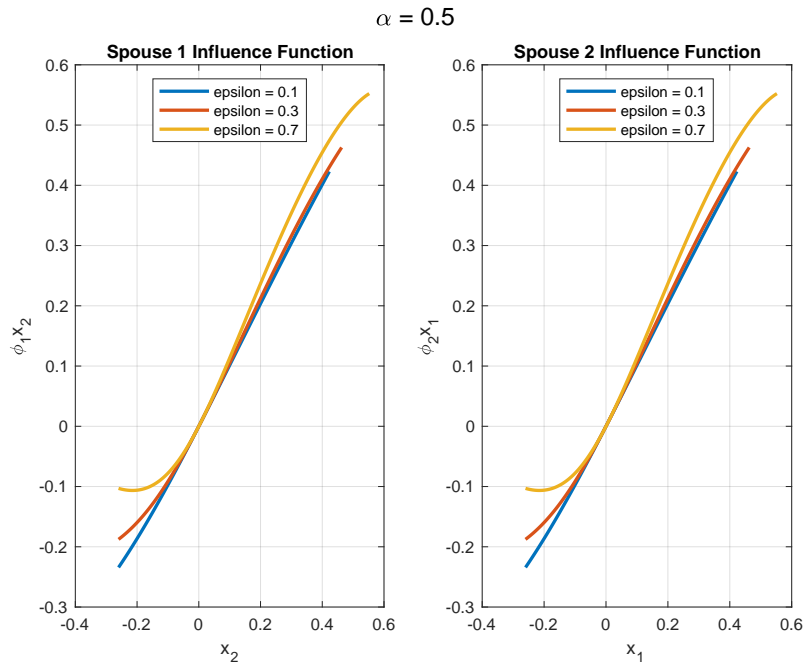 α = 0.5
Spouse 1 Influence Function
epsilon = 0.1
epsilon = 0.3
epsilon = 0.7
0.6
0.5
0.4
0.3
0.2
0.1
0
-0.1
-0.2
-0.3
ϕ₁x₂
-0.4
-0.2
0
0.2
0.4
0.6
x₂
Spouse 2 Influence Function
epsilon = 0.1
epsilon = 0.3
epsilon = 0.7
0.6
0.5
0.4
0.3
0.2
0.1
0
-0.1
-0.2
-0.3
ϕ₂x₁
-0.4
-0.2
0
0.2
0.4
0.6
x₁